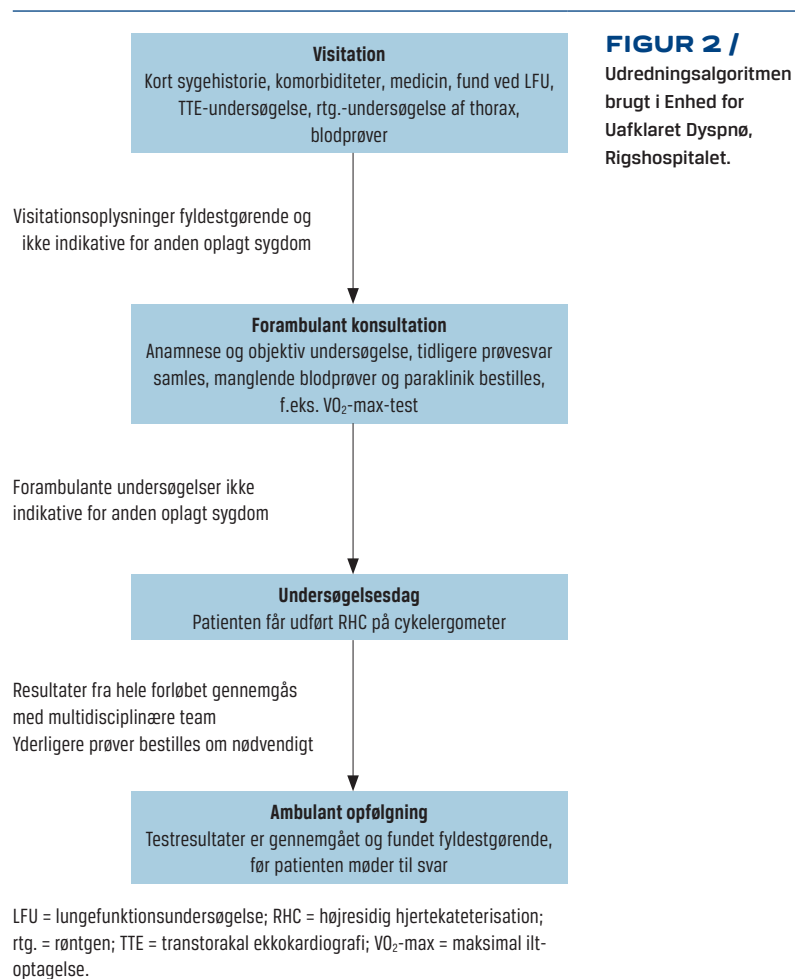 FIGUR 2 /
Udredningsalgoritmen
brugt i Enhed for
Uafklaret Dyspnø,
Rigshospitalet.
Visitation
Kort sygehistorie, komorbiditeter, medicin, fund ved LFU,
TTE-undersøgelse, rtg.-undersøgelse af thorax,
blodprøver
Visitationsoplysninger fyldestgørende og
ikke indikative for anden oplagt sygdom
Forambulant konsultation
Anamnese og objektiv undersøgelse, tidligere prøvesvar
samles, manglende blodprøver og paraklinik bestilles,
f.eks. VO₂-max-test
Forambulante undersøgelser ikke
indikative for anden oplagt sygdom
Undersøgelsesdag
Patienten får udført RHC på cykelergometer
Resultater fra hele forløbet gennemgås
med multidisciplinære team
Yderligere prøver bestilles om nødvendigt
Ambulant opfølgning
Testresultater er gennemgået og fundet fyldestgørende,
før patienten møder til svar
LFU = lungefunktionsundersøgelse; RHC = højresidig hjertekateterisation;
rtg. = røntgen; TTE = transtorakal ekkokardiografi; VO₂-max = maksimal ilt-
optagelse.